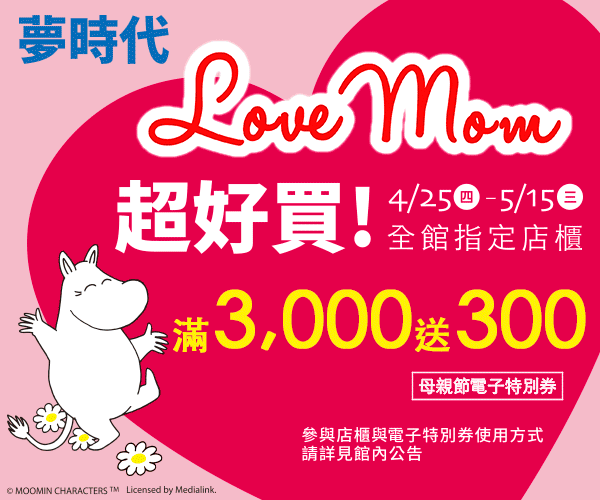 夢時代
Love Mom
超好買!
4/25四-5/15三
全館指定店櫃
滿3,000送300
母親節電子特別券
參與店櫃與電子特別券使用方式
請詳見館內公告
© MOOMIN CHARACTERS™ Licensed by Medialink.